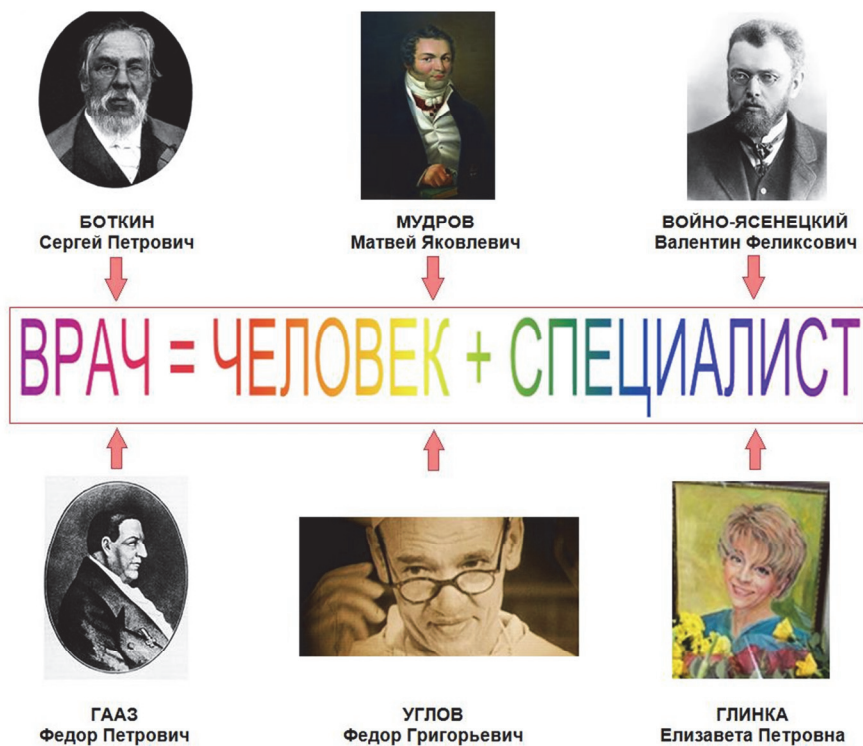 БОТКИН
Сергей Петрович
МУДРОВ
Матвей Яковлевич
ВОЙНО-ЯСЕНЕЦКИЙ
Валентин Феликсович
ВРАЧ = ЧЕЛОВЕК + СПЕЦИАЛИСТ
ГААЗ
Федор Петрович
УГЛОВ
Федор Григорьевич
ГЛИНКА
Елизавета Петровна